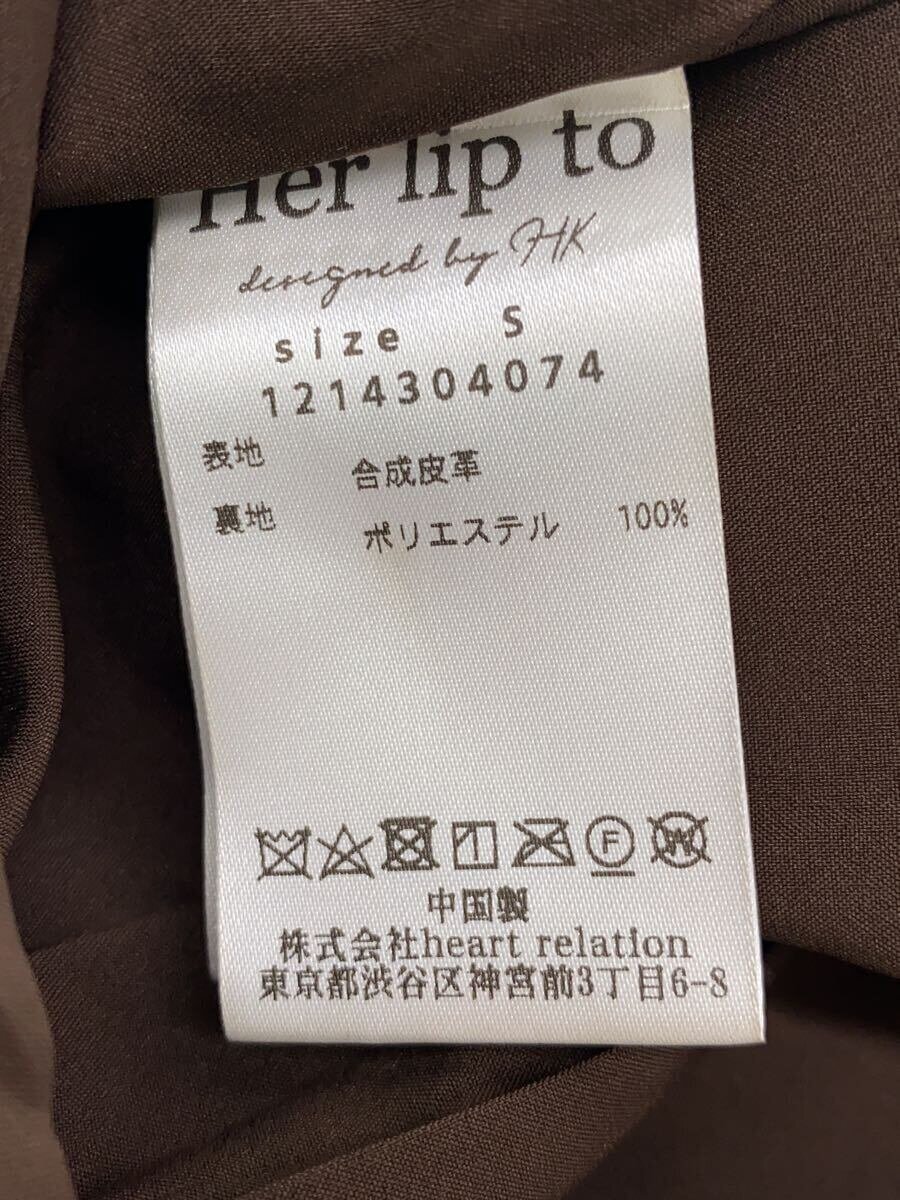 Her lip to
designed by HK
size S
1214304074
表地 合成皮革
裏地 ポリエステル 100%
F W
中国製
株式会社heart relation
東京都渋谷区神宮前3丁目6-8